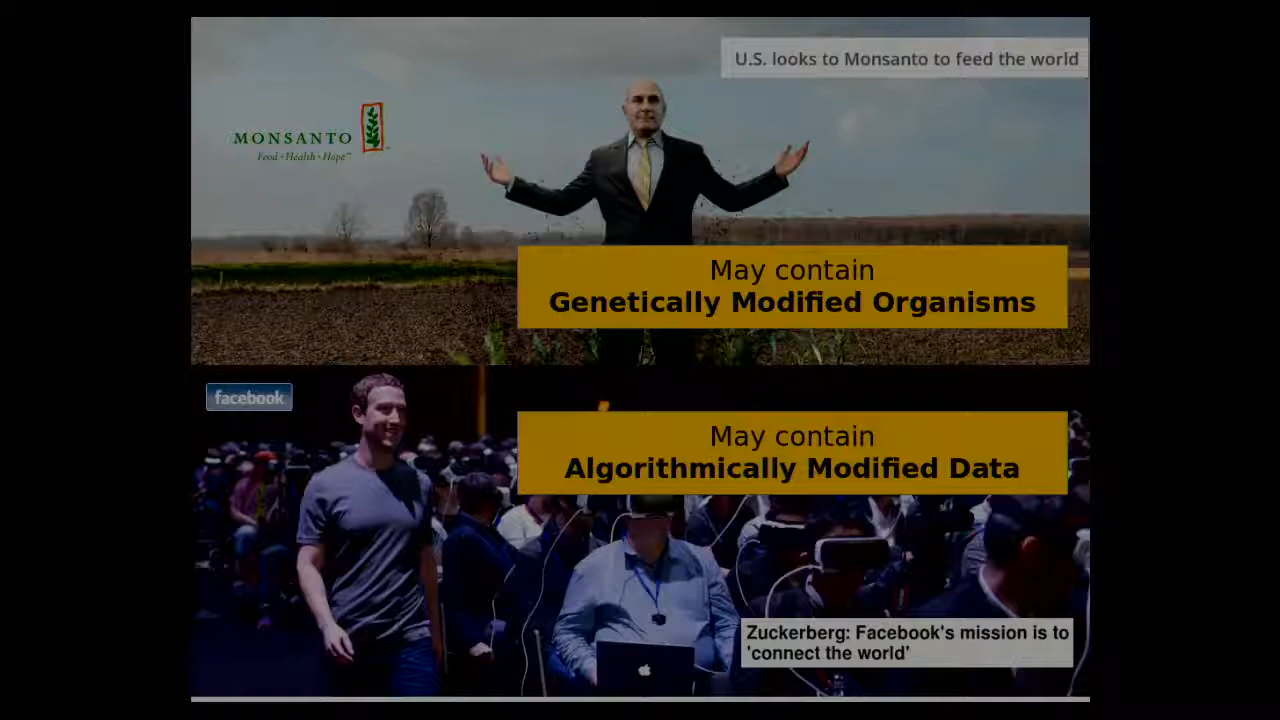 U.S. looks to Monsanto to feed the world
MONSANTO
Food • Health • Hope™
May contain
Genetically Modified Organisms
facebook
May contain
Algorithmically Modified Data
Zuckerberg: Facebook's mission is to
'connect the world'